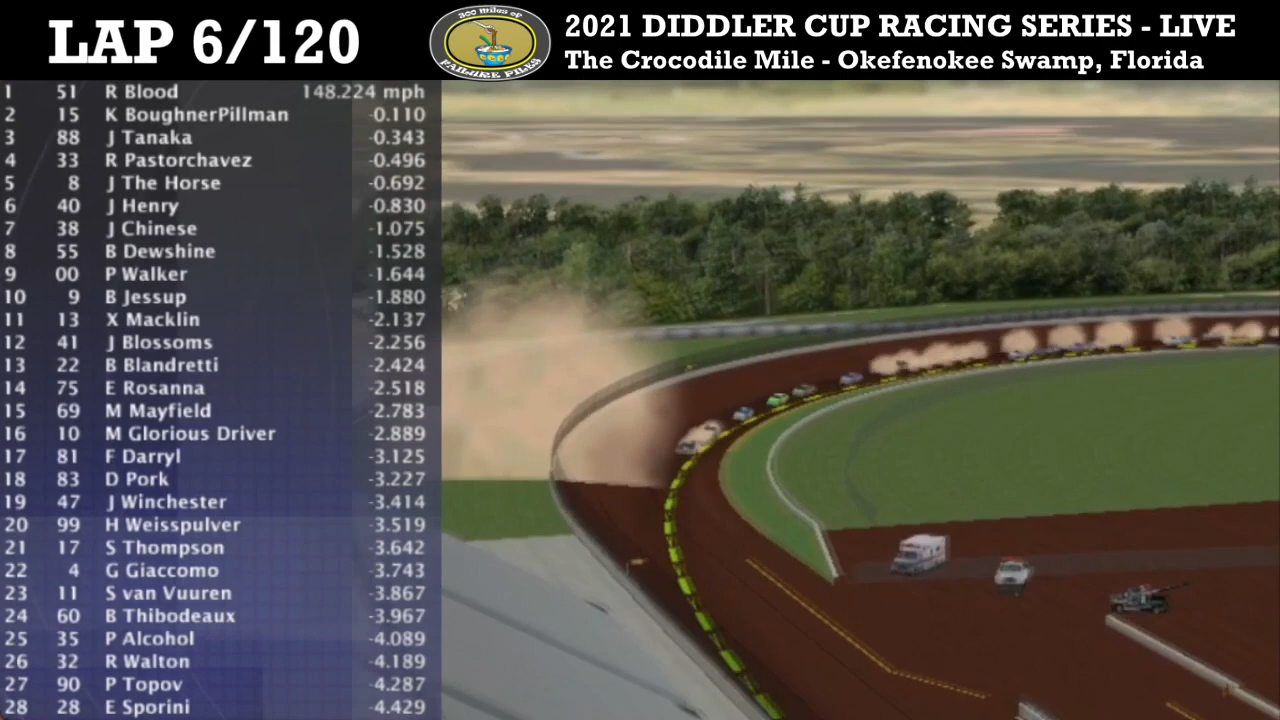 LAP 6/120
300 Miles of
FAILURE PILES
2021 DIDDLER CUP RACING SERIES - LIVE
The Crocodile Mile - Okefenokee Swamp, Florida
1 51 R Blood 148.224 mph
2 15 K BoughnerPillman -0.110
3 88 J Tanaka -0.343
4 33 R Pastorchavez -0.496
5 8 J The Horse -0.692
6 40 J Henry -0.830
7 38 J Chinese -1.075
8 55 B Dewshine -1.528
9 00 P Walker -1.644
10 9 B Jessup -1.880
11 13 X Macklin -2.137
12 41 J Blossoms -2.256
13 22 B Blandretti -2.424
14 75 E Rosanna -2.518
15 69 M Mayfield -2.783
16 10 M Glorious Driver -2.889
17 81 F Darryl -3.125
18 83 D Pork -3.227
19 47 J Winchester -3.414
20 99 H Weisspulver -3.519
21 17 S Thompson -3.642
22 4 G Giaccomo -3.743
23 11 S van Vuuren -3.867
24 60 B Thibodeaux -3.967
25 35 P Alcohol -4.089
26 32 R Walton -4.189
27 90 P Topov -4.287
28 28 E Sporini -4.429